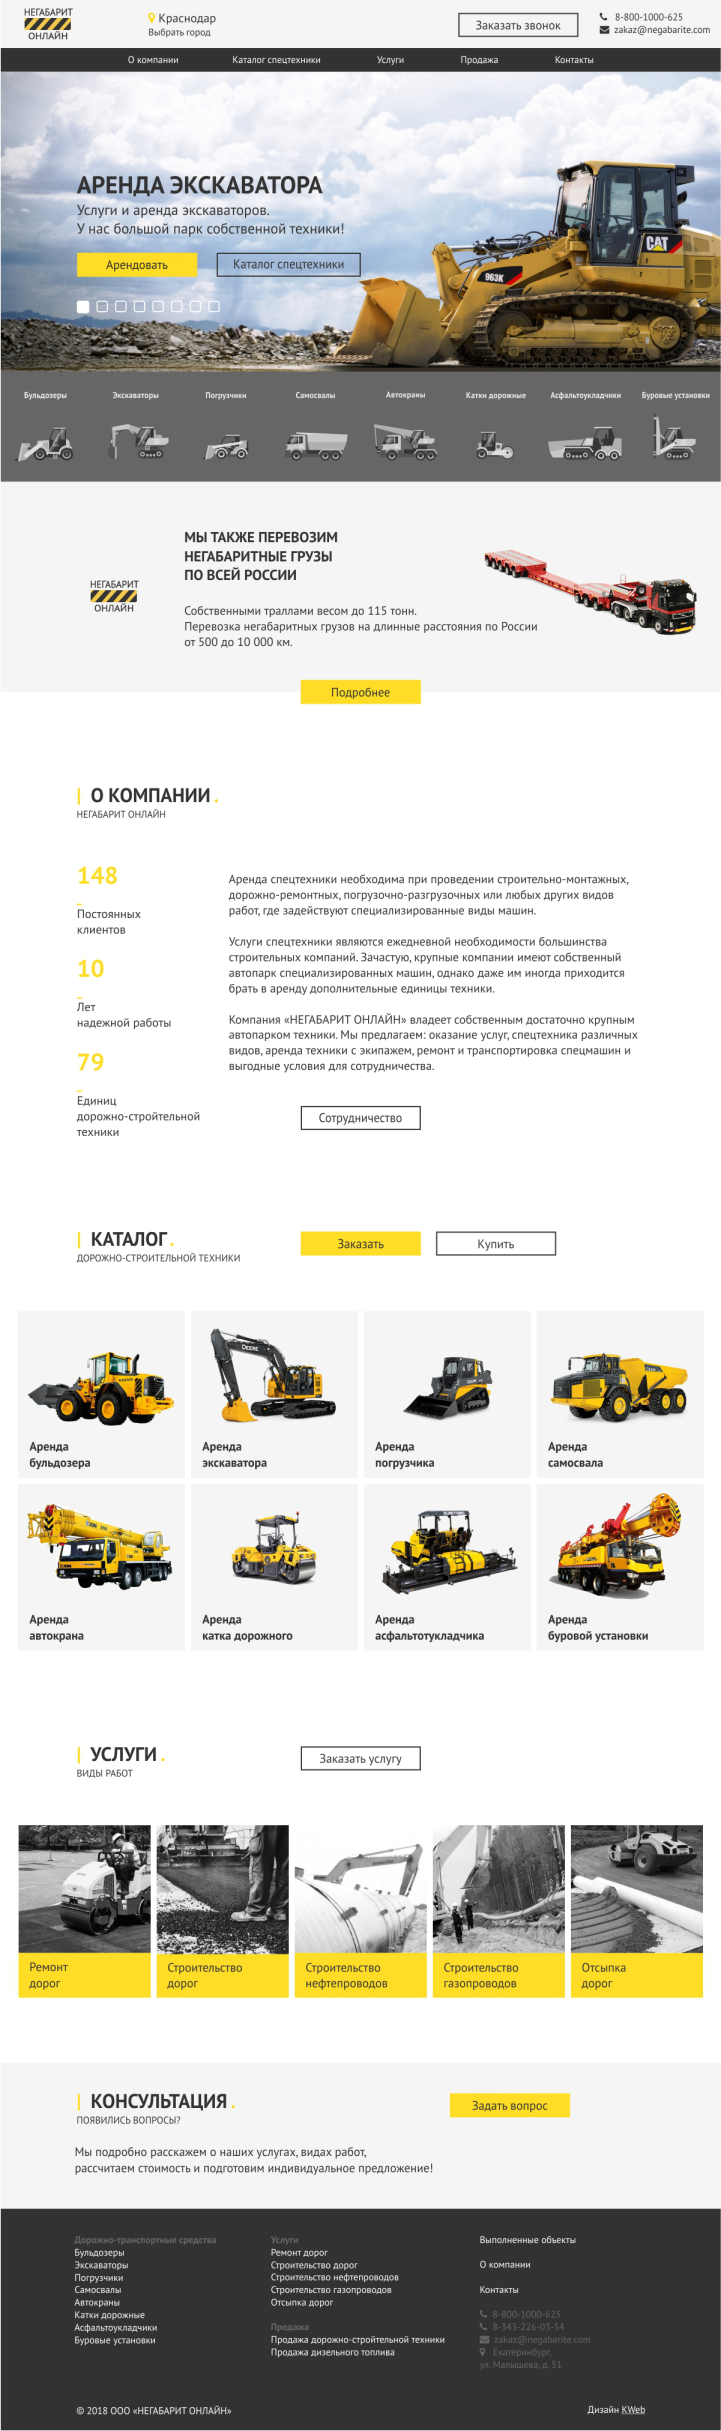 НЕГАБАРИТ
ОНЛАЙН
Краснодар
Выбрать город
Заказать звонок
8-800-1000-625
zakaz@negabarite.com
О компании
Каталог спецтехники
Услуги
Продажа
Контакты
АРЕНДА ЭКСКАВАТОРА
Услуги и аренда экскаваторов.
У нас большой парк собственной техники!
Арендовать
Каталог спецтехники
CAT
963K
Бульдозеры
Экскаваторы
Погрузчики
Самосвалы
Автокраны
Катки дорожные
Асфальтоукладчики
Буровые установки
МЫ ТАКЖЕ ПЕРЕВОЗИМ
НЕГАБАРИТНЫЕ ГРУЗЫ
ПО ВСЕЙ РОССИИ
НЕГАБАРИТ
ОНЛАЙН
Собственными траллами весом до 115 тонн.
Перевозка негабаритных грузов на длинные расстояния по России
от 500 до 10 000 км.
Подробнее
О КОМПАНИИ.
НЕГАБАРИТ ОНЛАЙН
148
Постоянных
клиентов
10
Лет
надежной работы
79
Единиц
дорожно-стройтельной
техники
Аренда спецтехники необходима при проведении строительно-монтажных,
дорожно-ремонтных, погрузочно-разгрузочных или любых других видов
работ, где задействуют специализированные виды машин.
Услуги спецтехники являются ежедневной необходимости большинства
строительных компаний. Зачастую, крупные компании имеют собственный
автопарк специализированных машин, однако даже им иногда приходится
брать в аренду дополнительные единицы техники.
Компания «НЕГАБАРИТ ОНЛАЙН» владеет собственным достаточно крупным
автопарком техники. Мы предлагаем: оказание услуг, спецтехника различных
видов, аренда техники с экипажем, ремонт и транспортировка спецмашин и
выгодные условия для сотрудничества.
Сотрудничество
КАТАЛОГ.
ДОРОЖНО-СТРОИТЕЛЬНОЙ ТЕХНИКИ
Заказать
Купить
VOLVO
DEERE
Аренда
бульдозера
Аренда
экскаватора
Аренда
погрузчика
Аренда
самосвала
Аренда
автокрана
Аренда
катка дорожного
Аренда
асфальтотукладчика
Аренда
буровой установки
УСЛУГИ.
ВИДЫ РАБОТ
Заказать услугу
Ремонт
дорог
Строительство
дорог
Строительство
нефтепроводов
Строительство
газопроводов
Отсыпка
дорог
КОНСУЛЬТАЦИЯ.
ПОЯВИЛИСЬ ВОПРОСЫ?
Задать вопрос
Мы подробно расскажем о наших услугах, видах работ,
рассчитаем стоимость и подготовим индивидуальное предложение!
Дорожно-транспортные средства
Бульдозеры
Экскаваторы
Погрузчики
Самосвалы
Автокраны
Катки дорожные
Асфальтоукладчики
Буровые установки
Услуги
Ремонт дорог
Строительство дорог
Строительство нефтепроводов
Строительство газопроводов
Отсыпка дорог
Продажа
Продажа дорожно-стройтельной техники
Продажа дизельного топлива
Выполненные объекты
О компании
Контакты
8-800-1000-625
8-343-226-03-54
zakaz@negabarite.com
Екатеринбург,
ул. Малышева, д. 51
© 2018 ООО «НЕГАБАРИТ ОНЛАЙН»
Дизайн KWeb